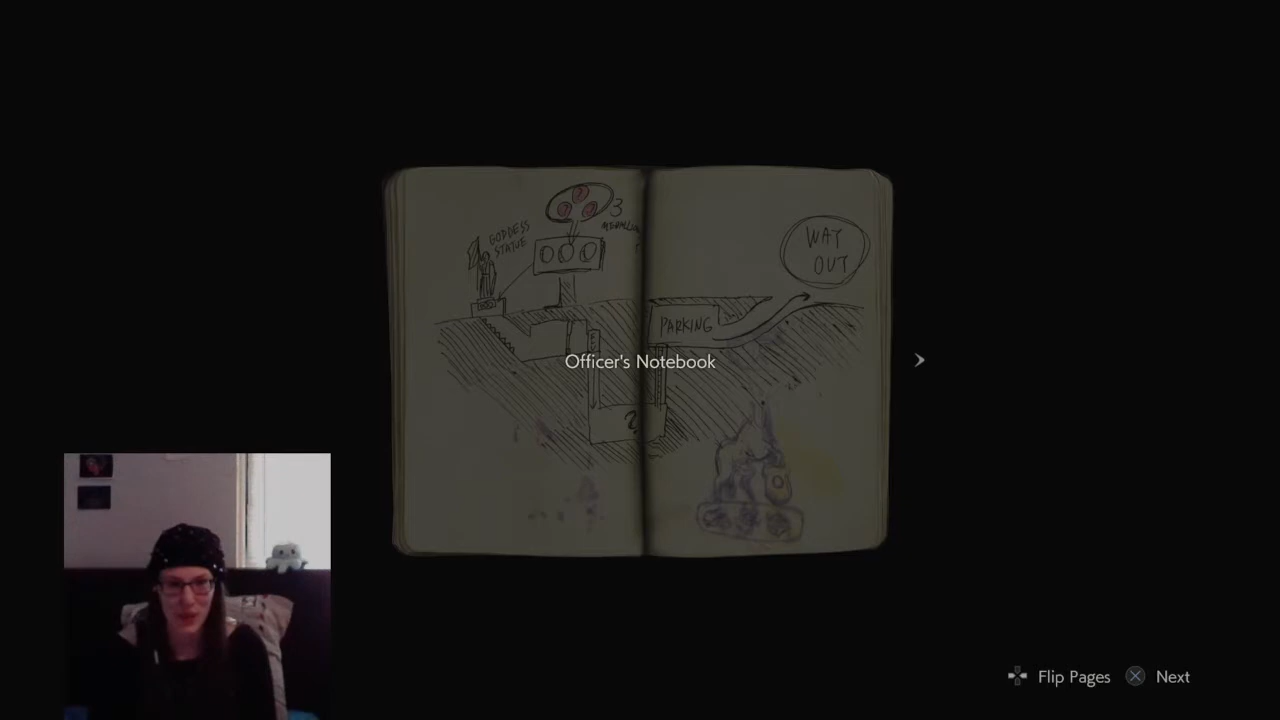 3
GODDESS
STATUE
WAY
OUT
PARKING
Officer's Notebook
?
Flip Pages
Next